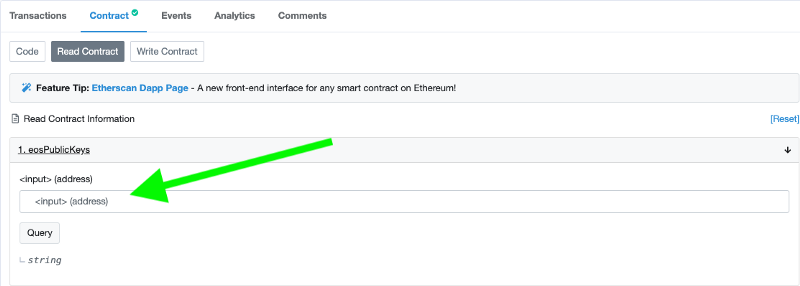 Transactions Contract Events Analytics Comments
Code Read Contract Write Contract
Feature Tip: Etherscan Dapp Page - A new front-end interface for any smart contract on Ethereum!
Read Contract Information [Reset]
1. eosPublicKeys
<input> (address)
<input> (address)
Query
string